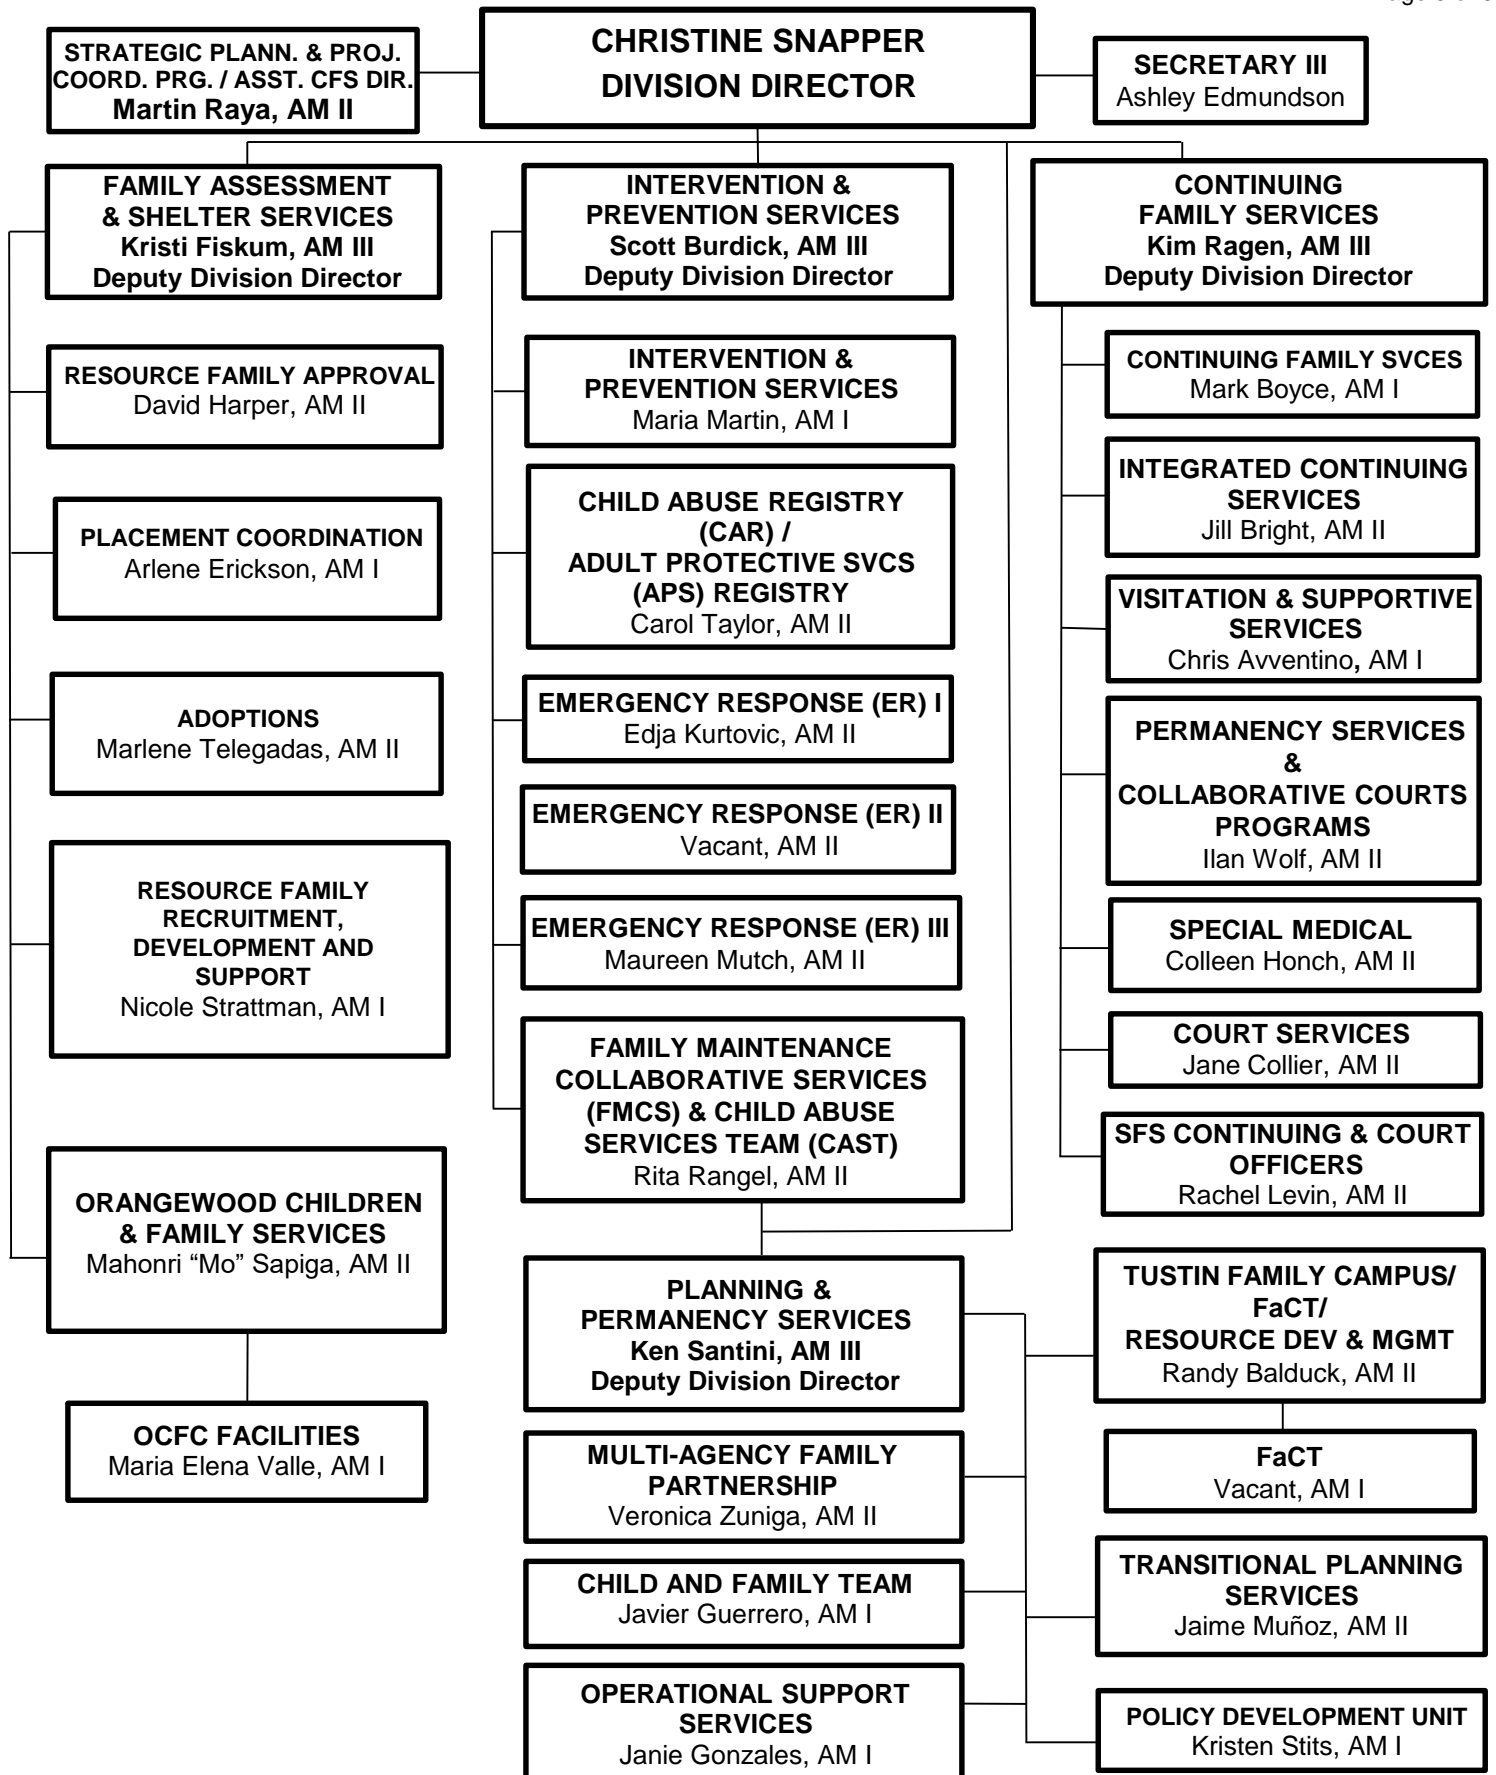 STRATEGIC PLANN. & PROJ.
COORD. PRG. / ASST. CFS DIR.
Martin Raya, AM II
CHRISTINE SNAPPER
DIVISION DIRECTOR
SECRETARY III
Ashley Edmundson
FAMILY ASSESSMENT
& SHELTER SERVICES
Kristi Fiskum, AM III
Deputy Division Director
RESOURCE FAMILY APPROVAL
David Harper, AM II
PLACEMENT COORDINATION
Arlene Erickson, AM I
ADOPTIONS
Marlene Telegadas, AM II
RESOURCE FAMILY
RECRUITMENT,
DEVELOPMENT AND
SUPPORT
Nicole Strattman, AM I
ORANGEWOOD CHILDREN
& FAMILY SERVICES
Mahonri “Mo” Sapiga, AM II
OCFC FACILITIES
Maria Elena Valle, AM I
INTERVENTION &
PREVENTION SERVICES
Scott Burdick, AM III
Deputy Division Director
INTERVENTION &
PREVENTION SERVICES
Maria Martin, AM I
CHILD ABUSE REGISTRY
(CAR) /
ADULT PROTECTIVE SVCS
(APS) REGISTRY
Carol Taylor, AM II
EMERGENCY RESPONSE (ER) I
Edja Kurtovic, AM II
EMERGENCY RESPONSE (ER) II
Vacant, AM II
EMERGENCY RESPONSE (ER) III
Maureen Mutch, AM II
FAMILY MAINTENANCE
COLLABORATIVE SERVICES
(FMCS) & CHILD ABUSE
SERVICES TEAM (CAST)
Rita Rangel, AM II
CONTINUING
FAMILY SERVICES
Kim Ragen, AM III
Deputy Division Director
CONTINUING FAMILY SVCES
Mark Boyce, AM I
INTEGRATED CONTINUING
SERVICES
Jill Bright, AM II
VISITATION & SUPPORTIVE
SERVICES
Chris Avventino, AM I
PERMANENCY SERVICES
&
COLLABORATIVE COURTS
PROGRAMS
Ilan Wolf, AM II
SPECIAL MEDICAL
Colleen Honch, AM II
COURT SERVICES
Jane Collier, AM II
SFS CONTINUING & COURT
OFFICERS
Rachel Levin, AM II
PLANNING &
PERMANENCY SERVICES
Ken Santini, AM III
Deputy Division Director
MULTI-AGENCY FAMILY
PARTNERSHIP
Veronica Zuniga, AM II
CHILD AND FAMILY TEAM
Javier Guerrero, AM I
OPERATIONAL SUPPORT
SERVICES
Janie Gonzales, AM I
TUSTIN FAMILY CAMPUS/
FaCT/
RESOURCE DEV & MGMT
Randy Balduck, AM II
FaCT
Vacant, AM I
TRANSITIONAL PLANNING
SERVICES
Jaime Muñoz, AM II
POLICY DEVELOPMENT UNIT
Kristen Stits, AM I